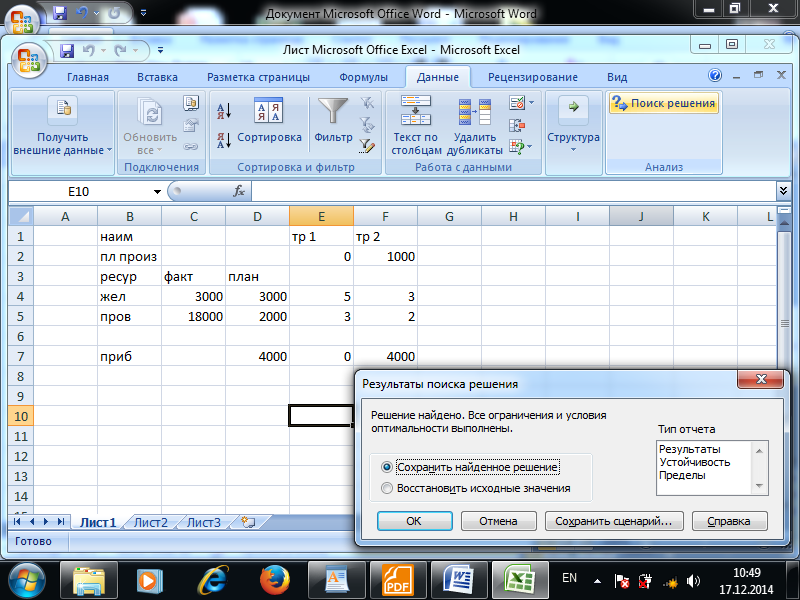 Документ Microsoft Office Word - Microsoft Word
Лист Microsoft Office Excel - Microsoft Excel
Главная Вставка Разметка страницы Формулы Данные Рецензирование Вид
Получить внешние данные
Обновить все
Подключения
Сортировка
Фильтр
Сортировка и фильтр
Текст по столбцам
Удалить дубликаты
Работа с данными
Структура
Поиск решения
Анализ
E10 fx
A B C D E F G H I J K L
1 наим тр 1 тр 2
2 пл произ 0 1000
3 ресур факт план
4 жел 3000 3000 5 3
5 пров 18000 2000 3 2
6
7 приб 4000 0 4000
8
9
10
11
12
13
14
Результаты поиска решения
Решение найдено. Все ограничения и условия
оптимальности выполнены.
Тип отчета
Результаты
Устойчивость
Пределы
Сохранить найденное решение
Восстановить исходные значения
ОК Отмена Сохранить сценарий... Справка
Лист1 Лист2 Лист3
Готово
EN
10:49
17.12.2014
PDF